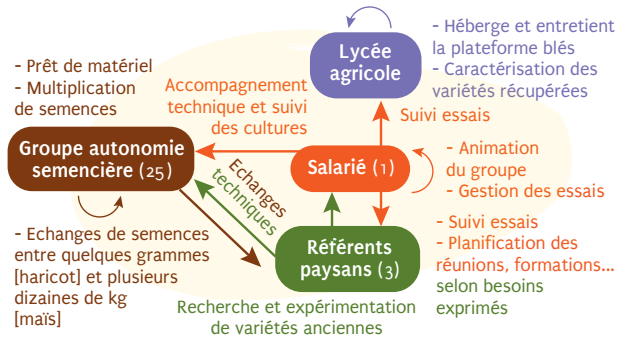 Lycée
agricole
- Héberge et entretient
la plateforme blés
- Caractérisation des
variétés récupérées
- Prêt de matériel
- Multiplication
de semences
Accompagnement
technique et suivi
des cultures
Suivi essais
Groupe autonomie
semencière (25)
Salarié (1)
- Animation
du groupe
- Gestion des essais
Echanges
techniques
- Echanges de semences
entre quelques grammes
[haricot] et plusieurs
dizaines de kg
[maïs]
Référents
paysans (3)
- Suivi essais
- Planification des
réunions, formations...
selon besoins
exprimés
Recherche et expérimentation
de variétés anciennes